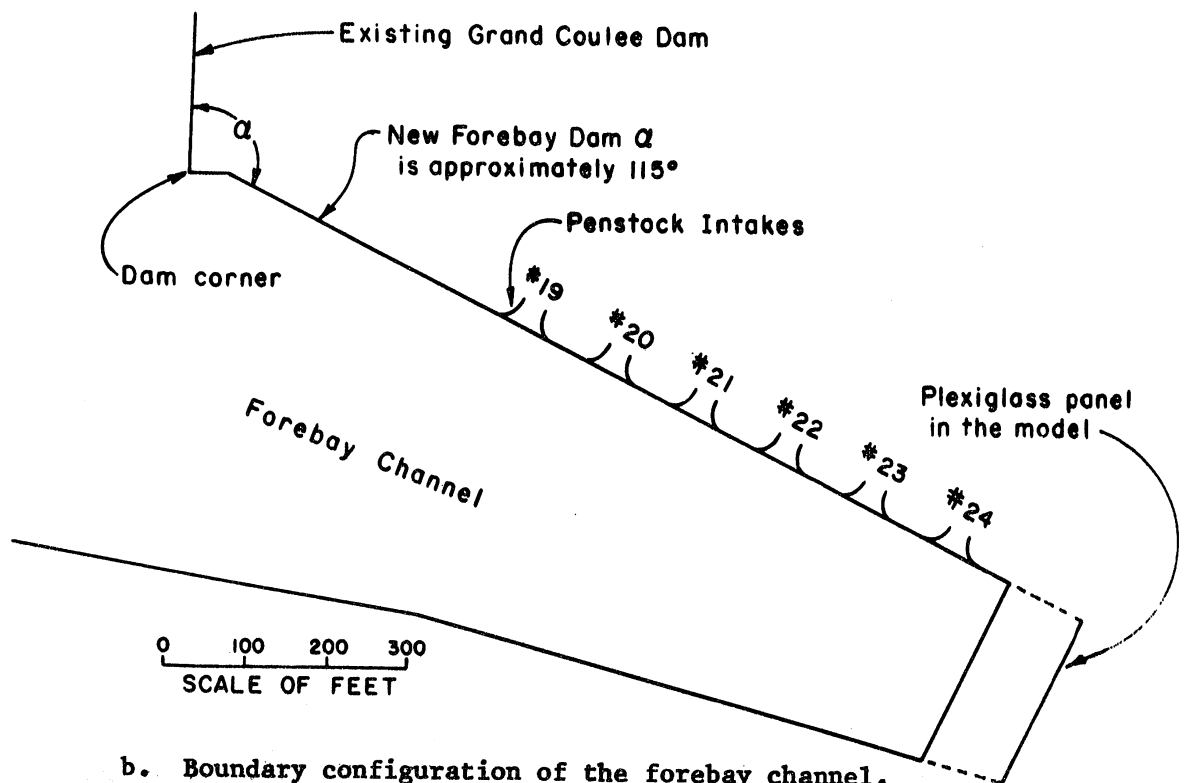 Existing Grand Coulee Dam
α
New Forebay Dam α
is approximately 115°
Penstock Intakes
Dam corner
#19
#20
#21
#22
#23
#24
Plexiglass panel
in the model
Forebay Channel
0 100 200 300
SCALE OF FEET
b. Boundary configuration of the forebay channel.